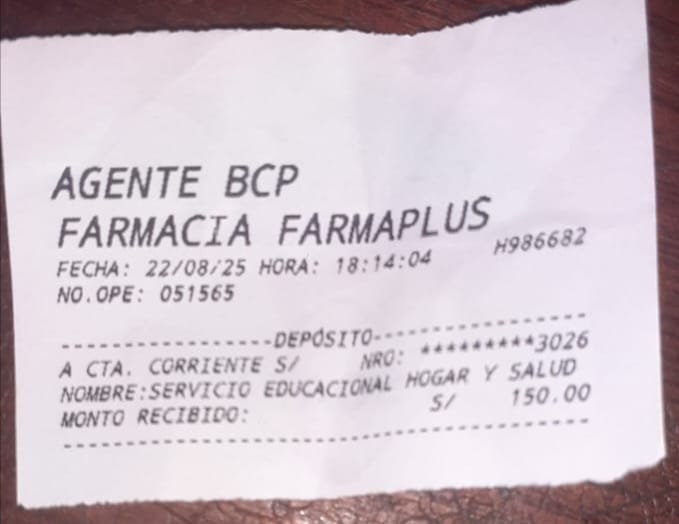 AGENTE BCP
FARMACIA FARMAPLUS
FECHA: 22/08/25 HORA: 18:14:04 H986682
NO.OPE: 051565
-----------------DEPÓSITO-----------------
A CTA. CORRIENTE S/ NRO: *********3026
NOMBRE:SERVICIO EDUCACIONAL HOGAR Y SALUD
MONTO RECIBIDO: S/ 150.00
------------------------------------------